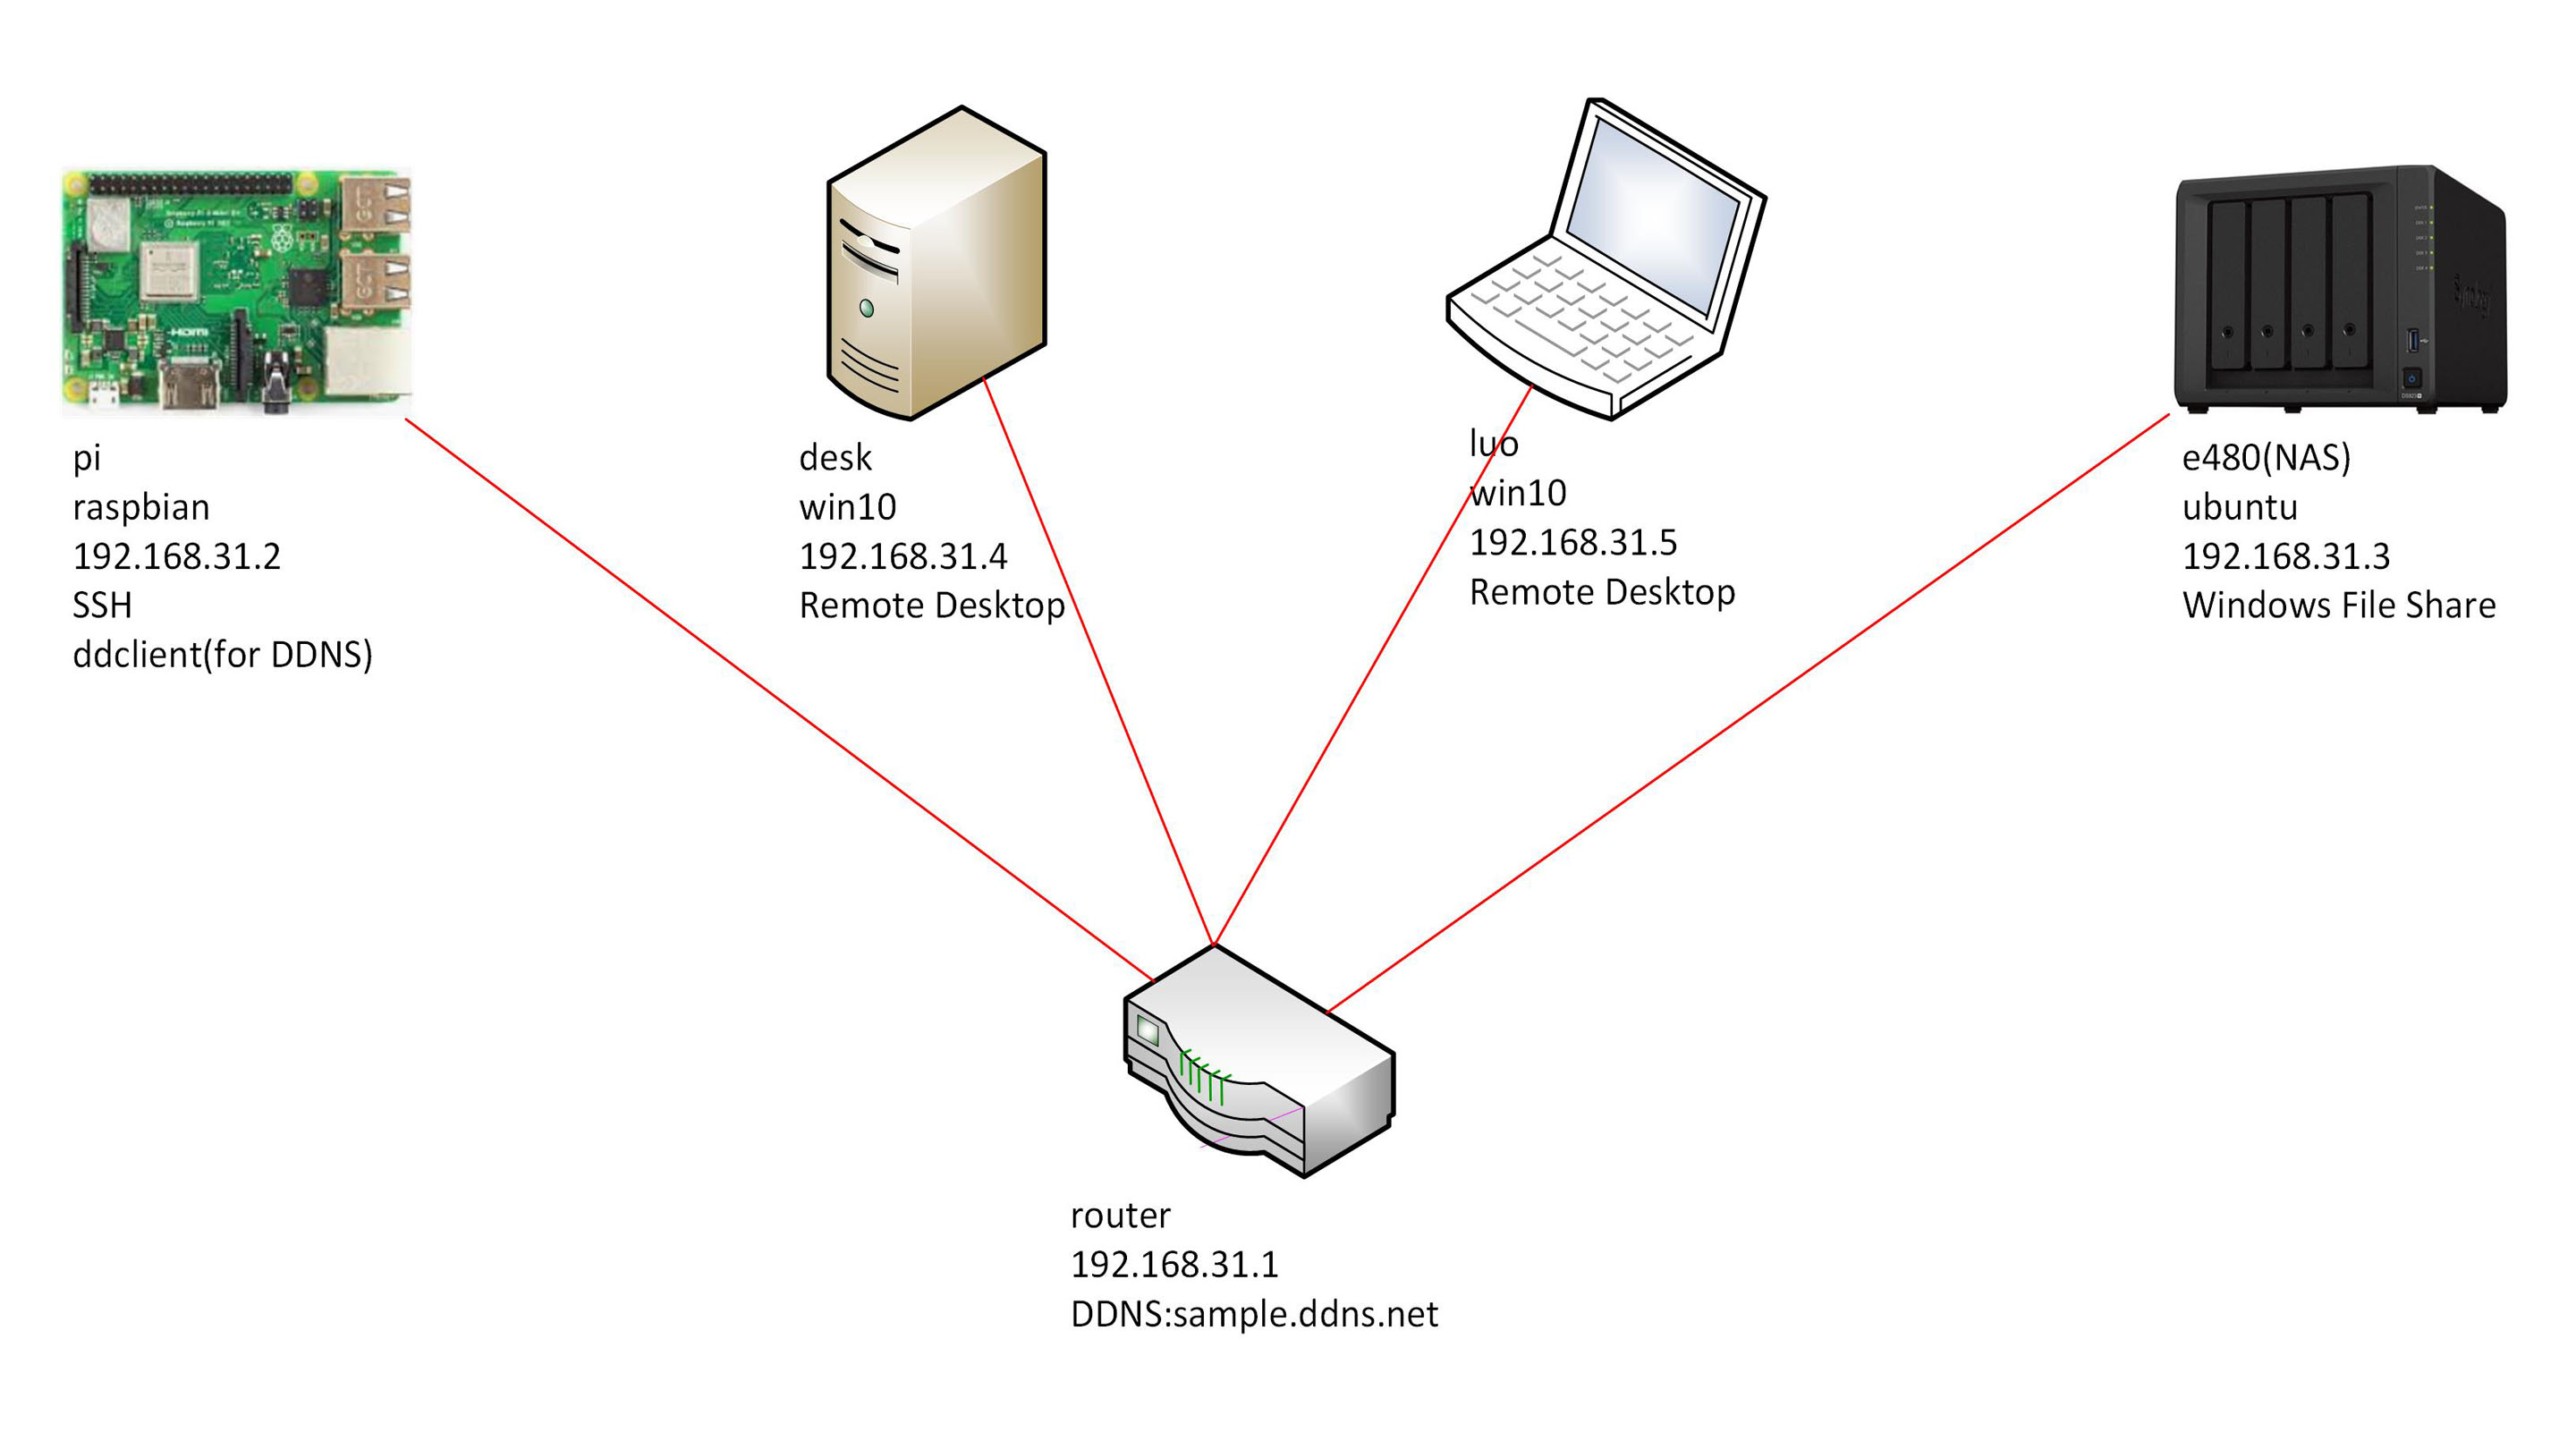 pi
raspbian
192.168.31.2
SSH
ddclient(for DDNS)
desk
win10
192.168.31.4
Remote Desktop
luo
win10
192.168.31.5
Remote Desktop
e480(NAS)
ubuntu
192.168.31.3
Windows File Share
router
192.168.31.1
DDNS:sample.ddns.net
HDMI